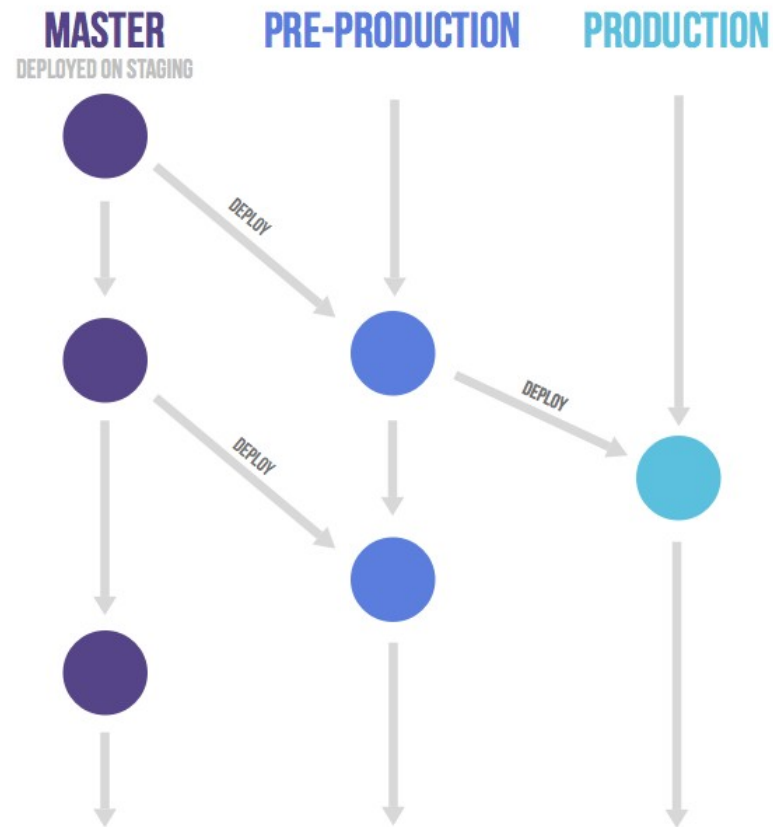 MASTER
DEPLOYED ON STAGING
PRE-PRODUCTION
PRODUCTION
DEPLOY
DEPLOY
DEPLOY